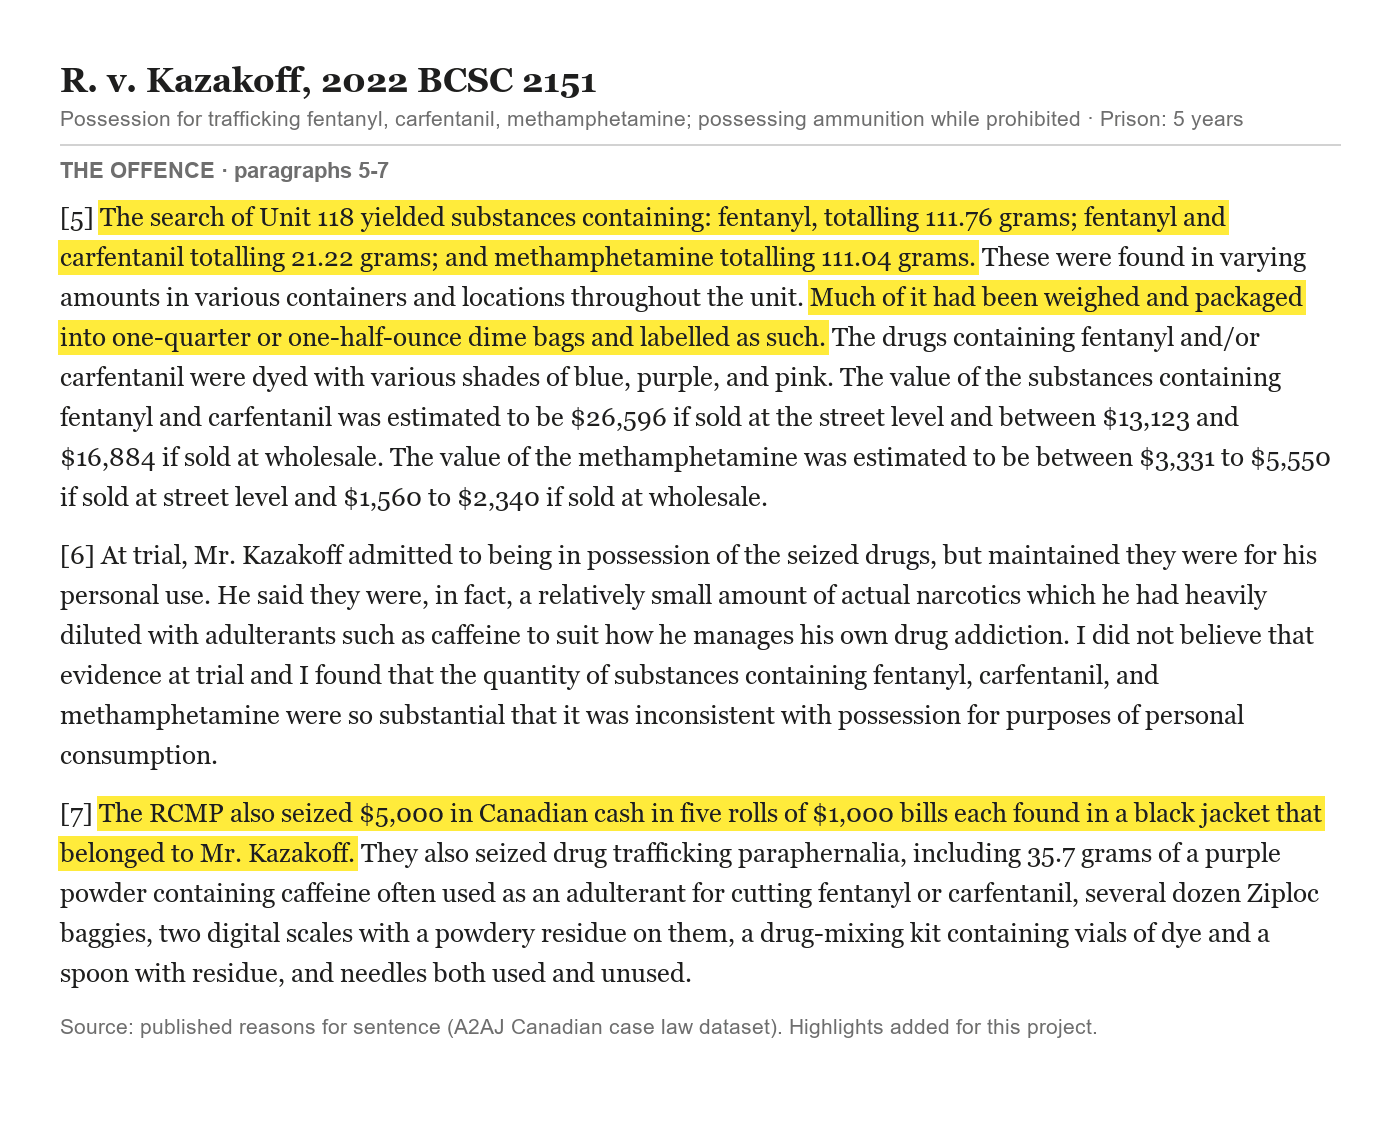 R. v. Kazakoff, 2022 BCSC 2151
Possession for trafficking fentanyl, carfentanil, methamphetamine; possessing ammunition while prohibited · Prison: 5 years
THE OFFENCE · paragraphs 5-7
[5] The search of Unit 118 yielded substances containing: fentanyl, totalling 111.76 grams; fentanyl and
carfentanil totalling 21.22 grams; and methamphetamine totalling 111.04 grams. These were found in varying
amounts in various containers and locations throughout the unit. Much of it had been weighed and packaged
into one-quarter or one-half-ounce dime bags and labelled as such. The drugs containing fentanyl and/or
carfentanil were dyed with various shades of blue, purple, and pink. The value of the substances containing
fentanyl and carfentanil was estimated to be $26,596 if sold at the street level and between $13,123 and
$16,884 if sold at wholesale. The value of the methamphetamine was estimated to be between $3,331 to $5,550
if sold at street level and $1,560 to $2,340 if sold at wholesale.
[6] At trial, Mr. Kazakoff admitted to being in possession of the seized drugs, but maintained they were for his
personal use. He said they were, in fact, a relatively small amount of actual narcotics which he had heavily
diluted with adulterants such as caffeine to suit how he manages his own drug addiction. I did not believe that
evidence at trial and I found that the quantity of substances containing fentanyl, carfentanil, and
methamphetamine were so substantial that it was inconsistent with possession for purposes of personal
consumption.
[7] The RCMP also seized $5,000 in Canadian cash in five rolls of $1,000 bills each found in a black jacket that
belonged to Mr. Kazakoff. They also seized drug trafficking paraphernalia, including 35.7 grams of a purple
powder containing caffeine often used as an adulterant for cutting fentanyl or carfentanil, several dozen Ziploc
baggies, two digital scales with a powdery residue on them, a drug-mixing kit containing vials of dye and a
spoon with residue, and needles both used and unused.
Source: published reasons for sentence (A2AJ Canadian case law dataset). Highlights added for this project.